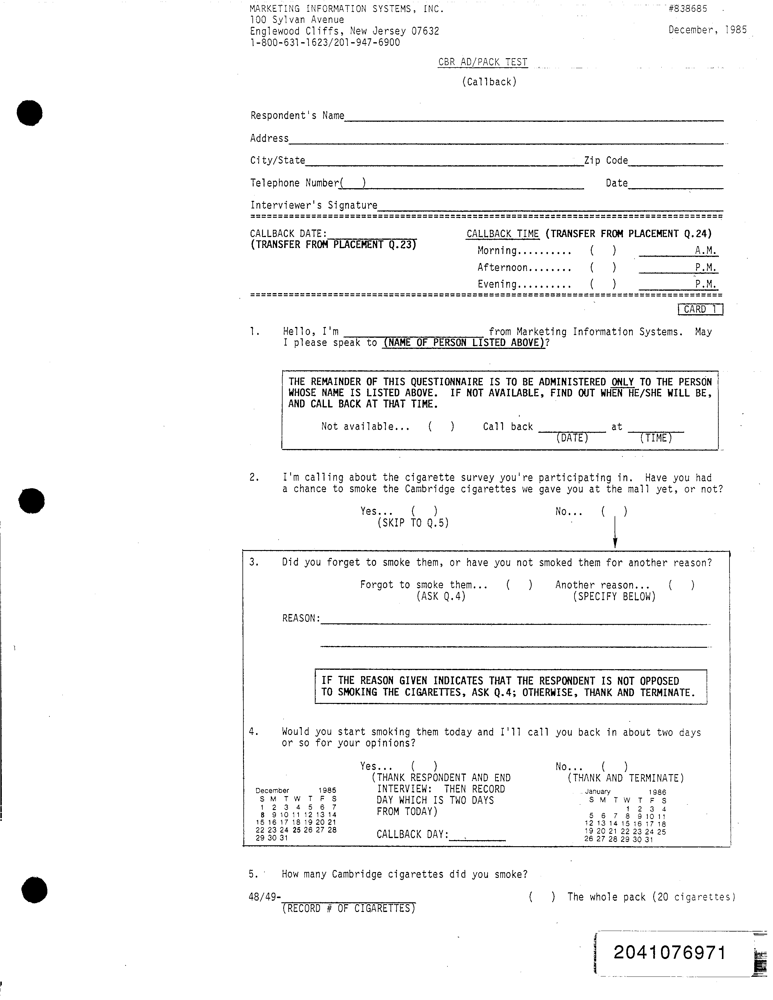 MARKETING INFORMATION SYSTEMS, INC. #838685
100 Sylvan Avenue
Englewood Cliffs, New Jersey 07632 December, 1985
1-800-631-1623/201-947-6900
CBR AD/PACK TEST
(Callback)
Respondent's Name
Address
City/State Zip Code
Telephone Number( ) Date
Interviewer's Signature
CALLBACK DATE: CALLBACK TIME (TRANSFER FROM PLACEMENT Q.24)
(TRANSFER FROM PLACEMENT Q.23)
Morning.......... ( ) A.M.
Afternoon........ ( ) P.M.
Evening.......... ( ) P.M.
CARD 1
1. Hello, I'm from Marketing Information Systems. May
I please speak to (NAME OF PERSON LISTED ABOVE)?
THE REMAINDER OF THIS QUESTIONNAIRE IS TO BE ADMINISTERED ONLY TO THE PERSON
WHOSE NAME IS LISTED ABOVE. IF NOT AVAILABLE, FIND OUT WHEN HE/SHE WILL BE,
AND CALL BACK AT THAT TIME.
Not available... ( ) Call back at
(DATE) (TIME)
2. I'm calling about the cigarette survey you're participating in. Have you had
a chance to smoke the Cambridge cigarettes we gave you at the mall yet, or not?
Yes... ( ) No... ( )
(SKIP TO Q.5)
3. Did you forget to smoke them, or have you not smoked them for another reason?
Forgot to smoke them... ( ) Another reason... ( )
(ASK Q.4) (SPECIFY BELOW)
REASON:
IF THE REASON GIVEN INDICATES THAT THE RESPONDENT IS NOT OPPOSED
TO SMOKING THE CIGARETTES, ASK Q.4; OTHERWISE, THANK AND TERMINATE.
4. Would you start smoking them today and I'll call you back in about two days
or so for your opinions?
Yes... ( ) No... ( )
(THANK RESPONDENT AND END (THANK AND TERMINATE)
INTERVIEW: THEN RECORD
DAY WHICH IS TWO DAYS
FROM TODAY)
CALLBACK DAY:
December 1985
S M T W T F S
1 2 3 4 5 6 7
8 9 10 11 12 13 14
15 16 17 18 19 20 21
22 23 24 25 26 27 28
29 30 31
January 1986
S M T W T F S
1 2 3 4
5 6 7 8 9 10 11
12 13 14 15 16 17 18
19 20 21 22 23 24 25
26 27 28 29 30 31
5. How many Cambridge cigarettes did you smoke?
48/49- ( ) The whole pack (20 cigarettes)
(RECORD # OF CIGARETTES)
2041076971